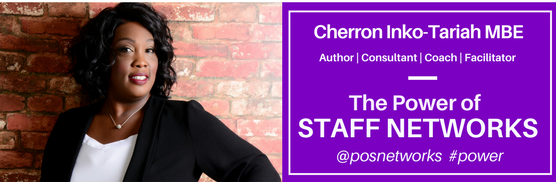 Cherron Inko-Tariah MBE
Author | Consultant | Coach | Facilitator
The Power of
STAFF NETWORKS
@posnetworks #power